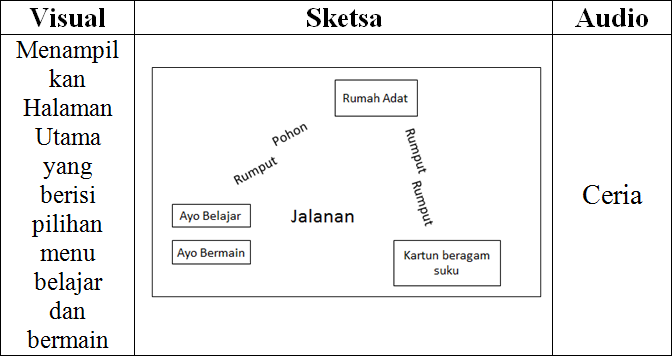 Visual Sketsa Audio
Menampil
kan
Halaman
Utama
yang
berisi
pilihan
menu
belajar
dan
bermain
Rumah Adat
Pohon
Rumput
Rumput
Rumput
Ayo Belajar
Jalanan
Ayo Bermain
Kartun beragam
suku
Ceria